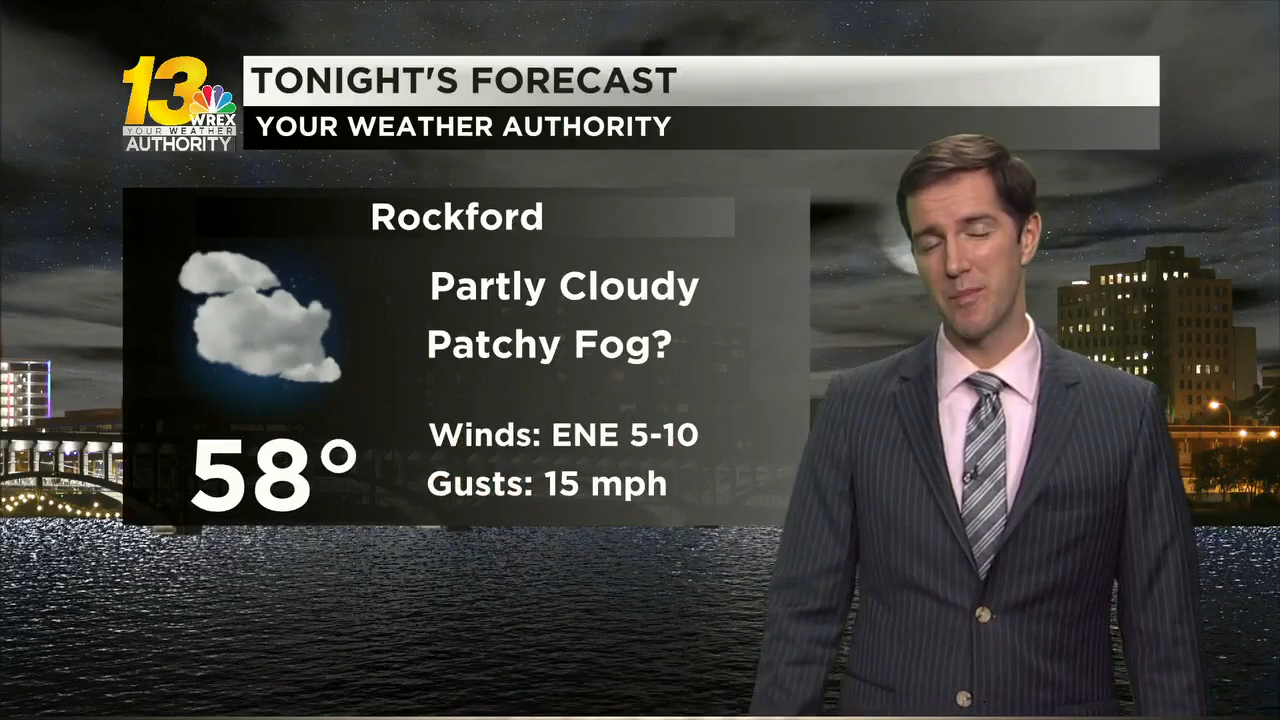 13
WREX
YOUR WEATHER
AUTHORITY
TONIGHT'S FORECAST
YOUR WEATHER AUTHORITY
Rockford
Partly Cloudy
Patchy Fog?
58°
Winds: ENE 5-10
Gusts: 15 mph